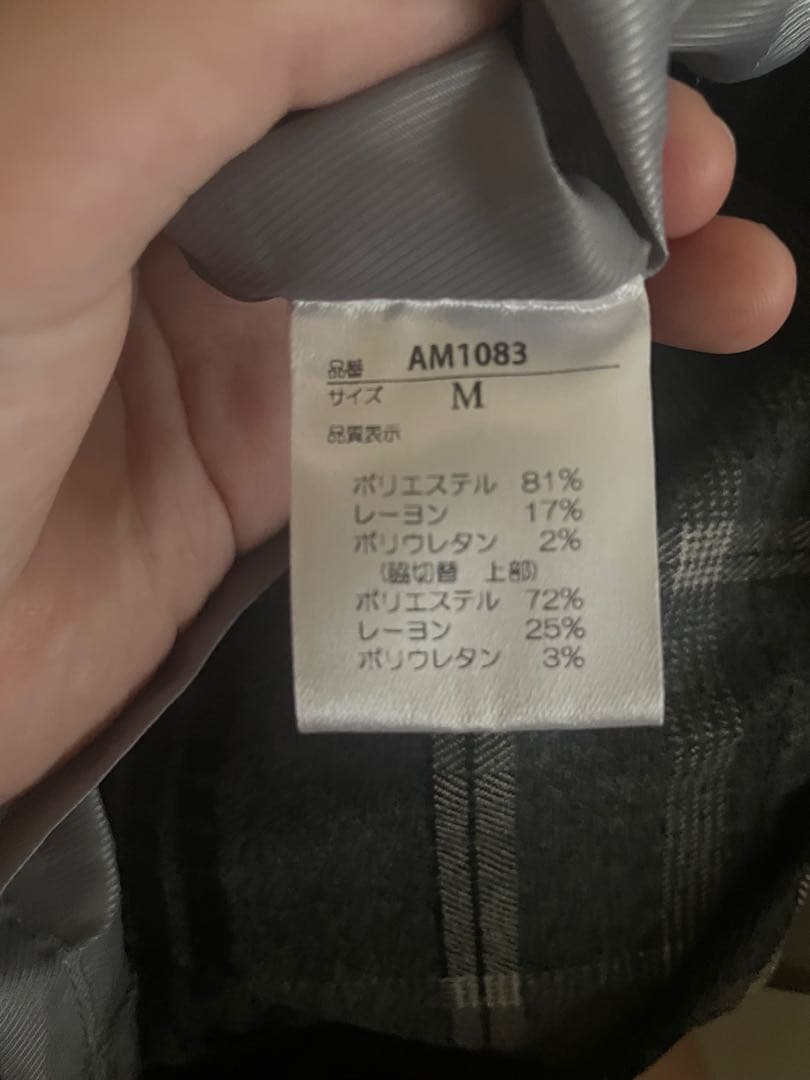 品番 AM1083
サイズ M
品質表示
ポリエステル 81%
レーヨン 17%
ポリウレタン 2%
(脇切替 上部)
ポリエステル 72%
レーヨン 25%
ポリウレタン 3%